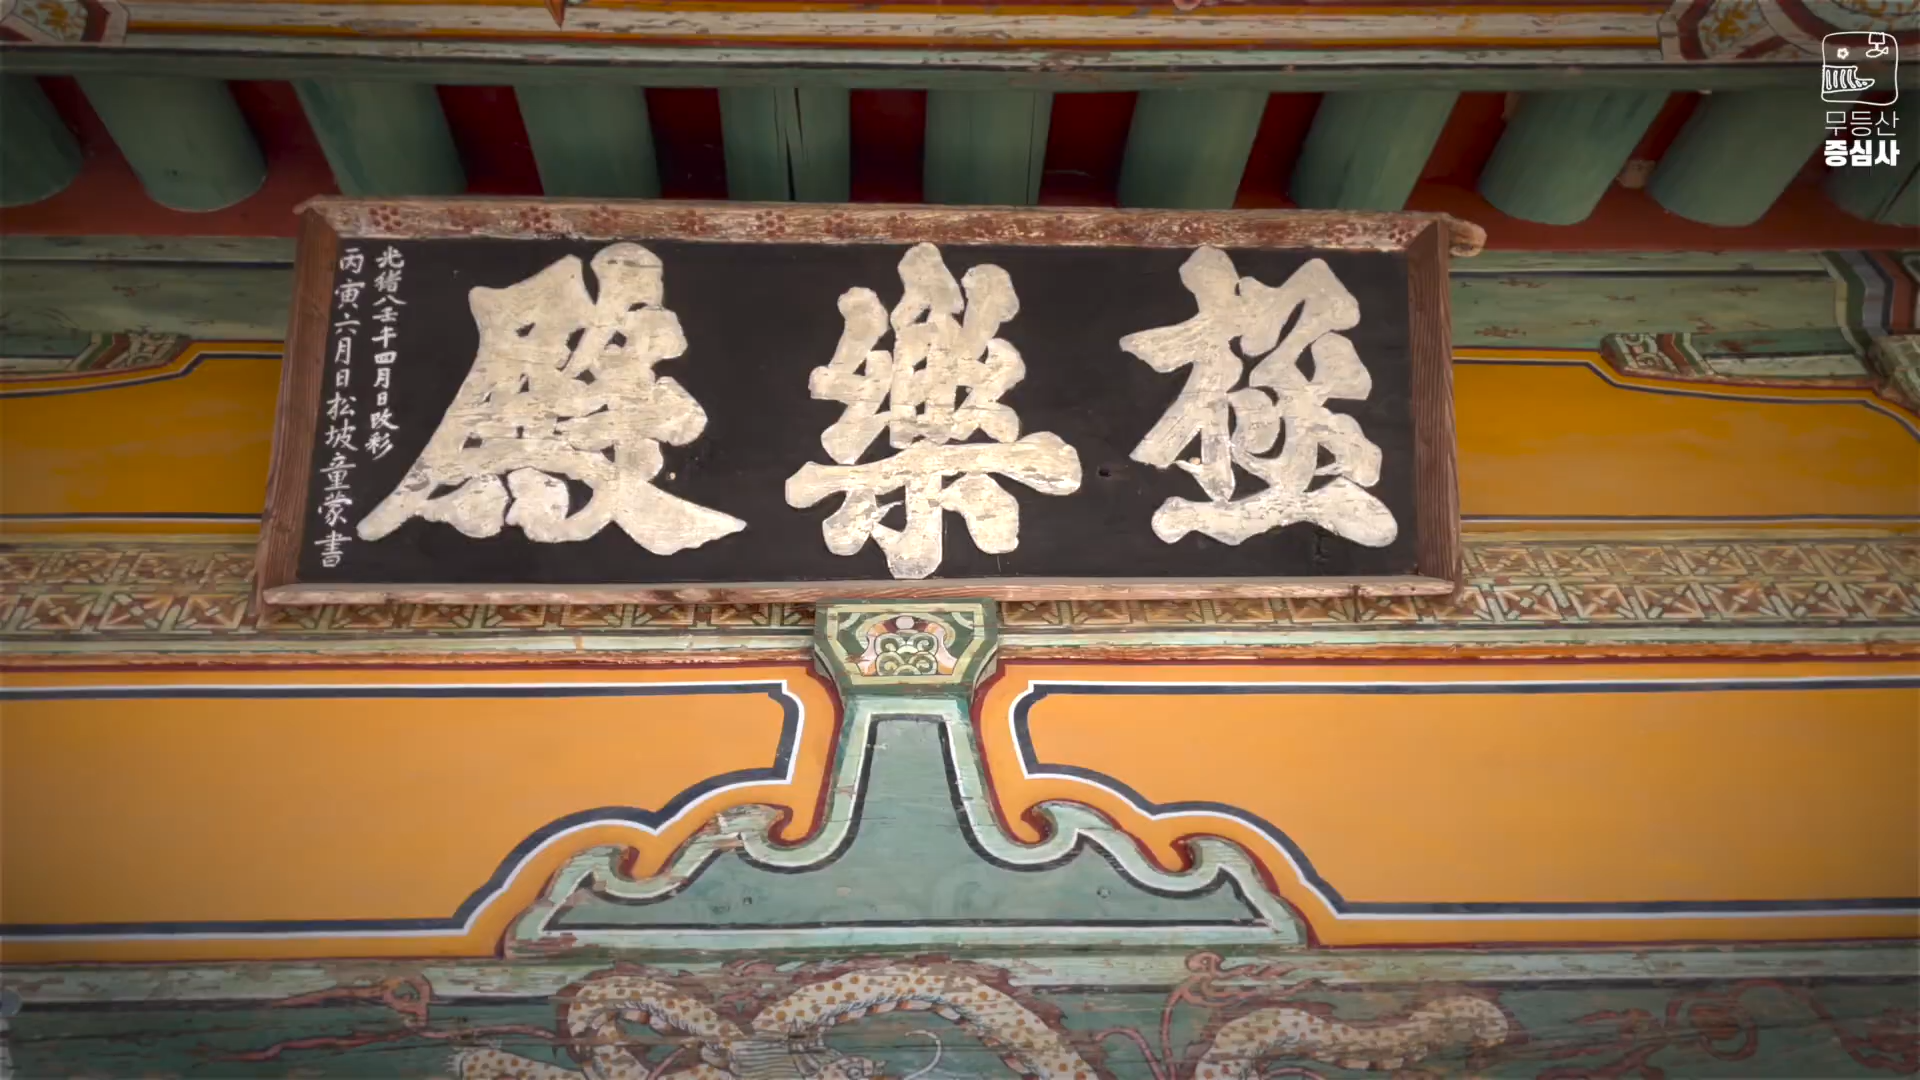 極樂殿
光緖八壬午四月日改彩
丙寅六月日松坡童蒙書
무등산
증심사